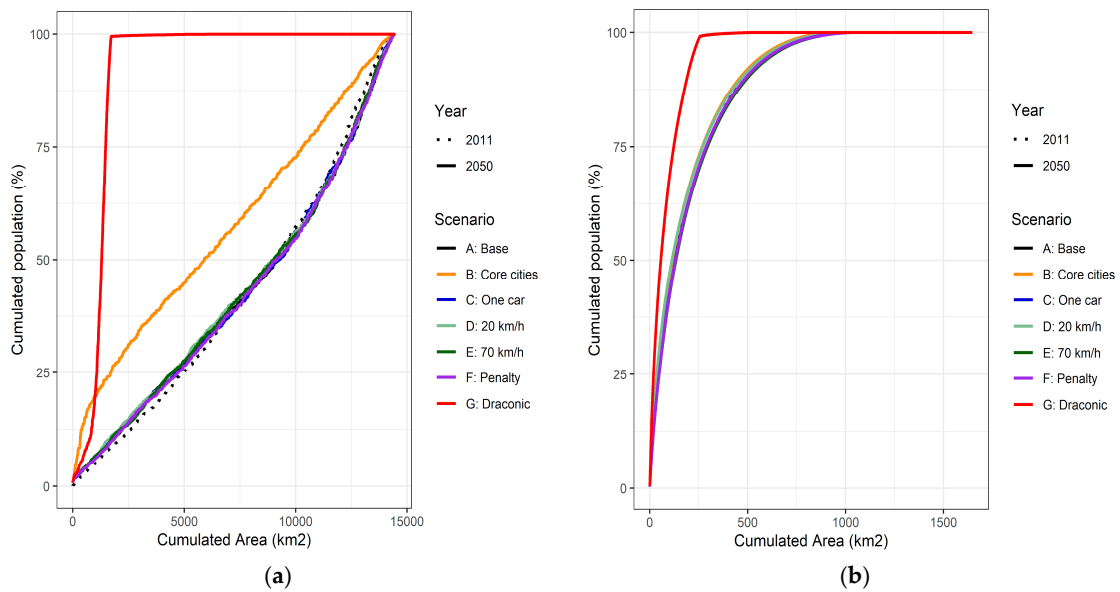 100
75
50
25
0
Cumulated population (%)
0
5000
10000
15000
Cumulated Area (km2)
Year
2011
2050
Scenario
A: Base
B: Core cities
C: One car
D: 20 km/h
E: 70 km/h
F: Penalty
G: Draconic
(a)
100
75
50
25
0
Cumulated population (%)
0
500
1000
1500
Cumulated Area (km2)
Year
2011
2050
Scenario
A: Base
B: Core cities
C: One car
D: 20 km/h
E: 70 km/h
F: Penalty
G: Draconic
(b)